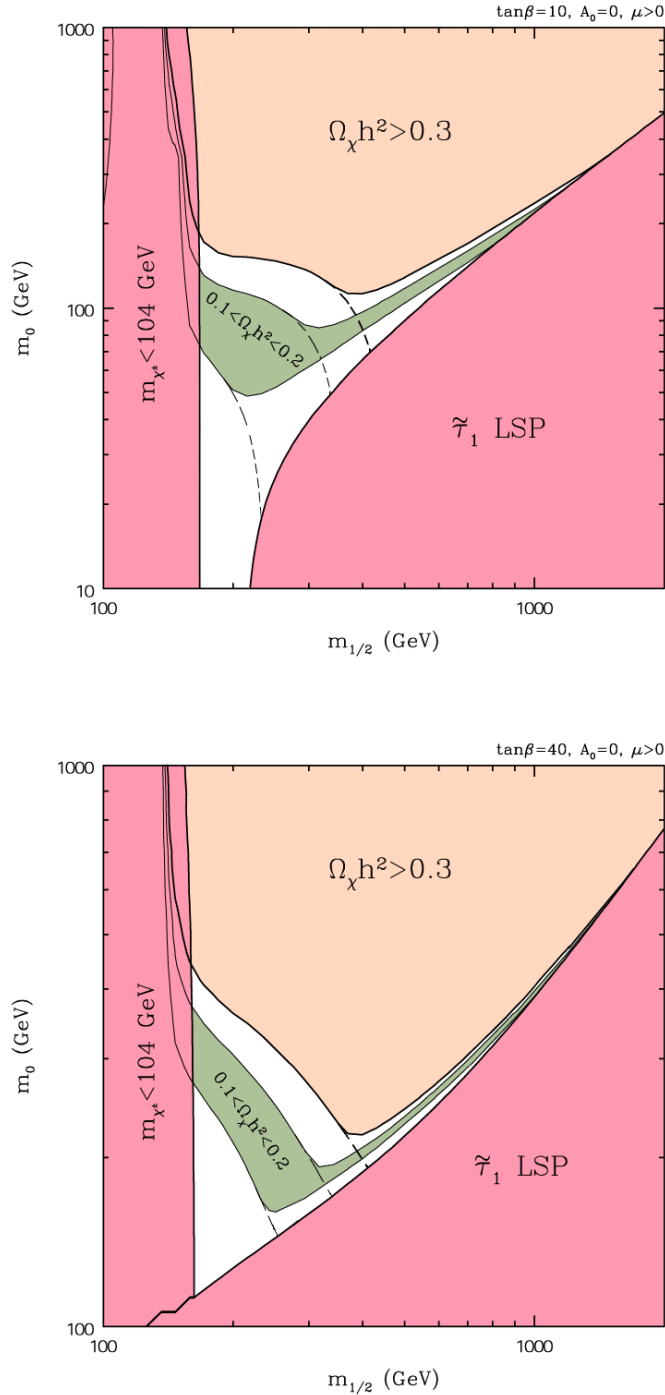 tanβ=10, A₀=0, μ>0
1000
Ωχh²>0.3
m₀ (GeV)
100
mχ±<104 GeV
0.1<Ωχh²<0.2
τ̃₁ LSP
10
100
1000
m₁/₂ (GeV)
tanβ=40, A₀=0, μ>0
1000
Ωχh²>0.3
m₀ (GeV)
mχ±<104 GeV
0.1<Ωχh²<0.2
τ̃₁ LSP
100
100
1000
m₁/₂ (GeV)